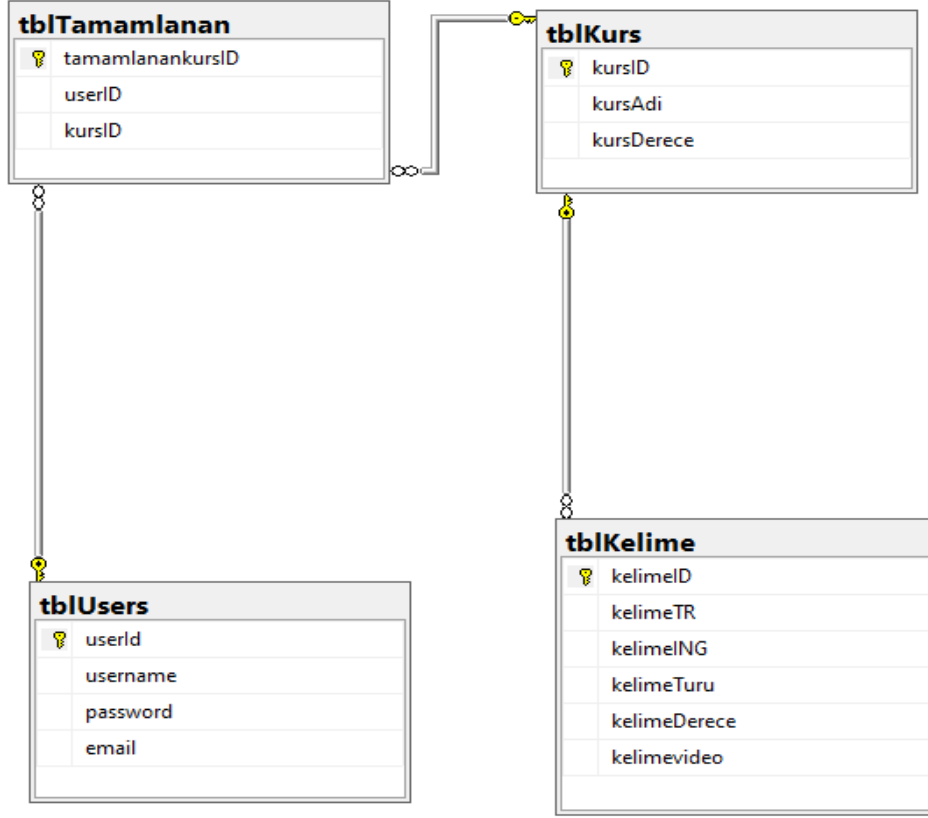 tblTamamlanan
tamamlanankursID
userID
kursID
tblKurs
kursID
kursAdi
kursDerece
tblUsers
userId
username
password
email
tblKelime
kelimeID
kelimeTR
kelimeING
kelimeTuru
kelimeDerece
kelimevideo